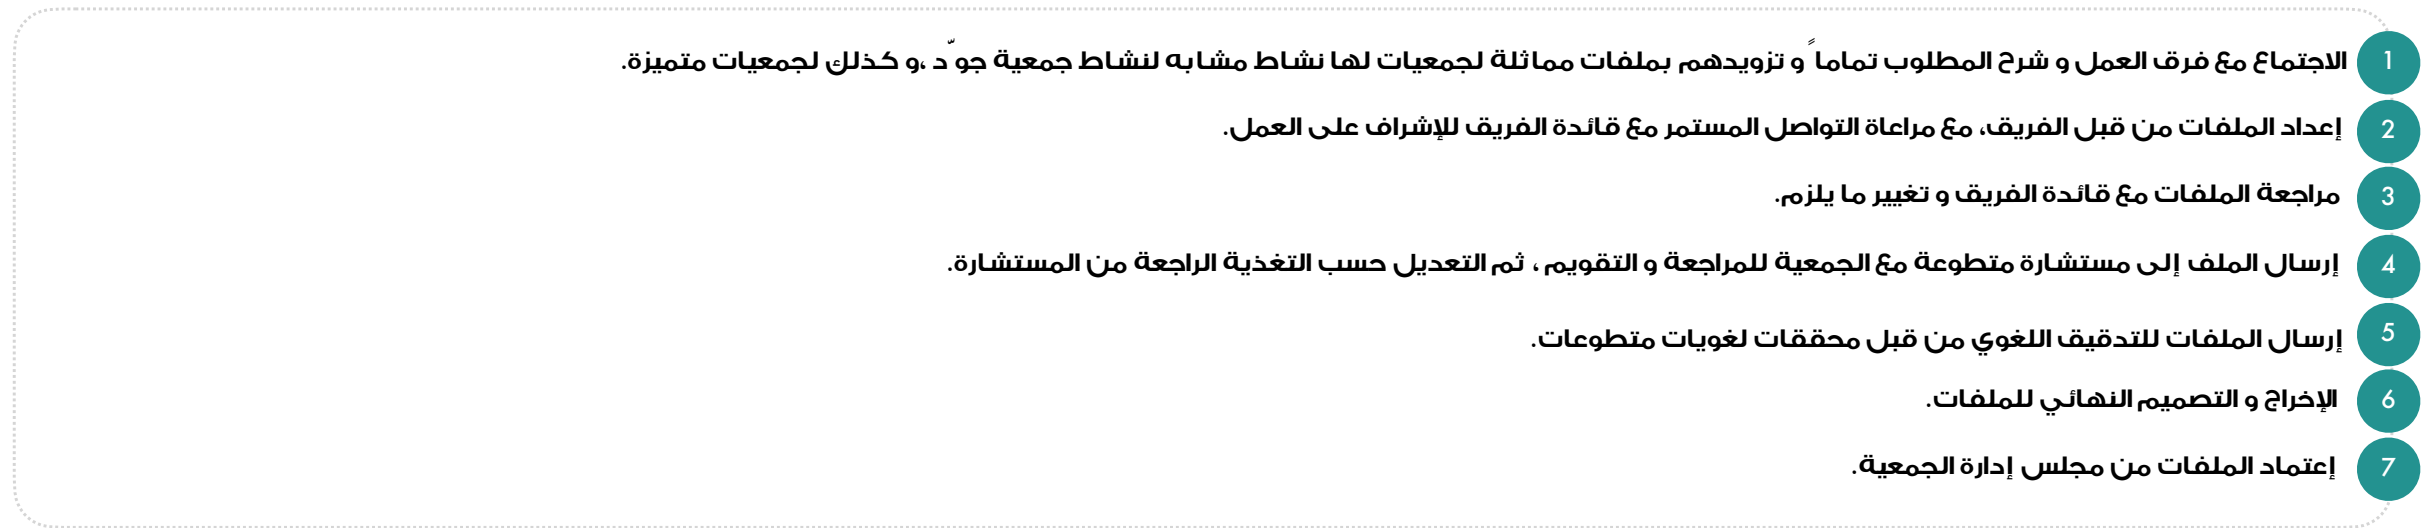 1 الاجتماع مع فرق العمل و شرح المطلوب تماماً و تزويدهم بملفات مماثلة لجمعيات لها نشاط مشابه لنشاط جمعية جوّد ،و كذلك لجمعيات متميزة.
2 إعداد الملفات من قبل الفريق، مع مراعاة التواصل المستمر مع قائدة الفريق للإشراف على العمل.
3 مراجعة الملفات مع قائدة الفريق و تغيير ما يلزم.
4 إرسال الملف إلى مستشارة متطوعة مع الجمعية للمراجعة و التقويم ، ثم التعديل حسب التغذية الراجعة من المستشارة.
5 إرسال الملفات للتدقيق اللغوي من قبل محققات لغويات متطوعات.
6 الإخراج و التصميم النهائي للملفات.
7 إعتماد الملفات من مجلس إدارة الجمعية.